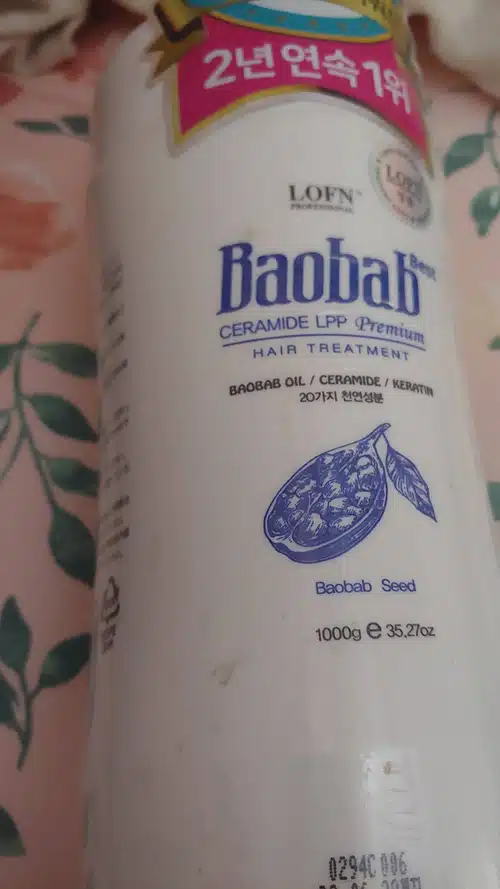 2년 연속 1위
LOFN
PROFESSIONAL
Baobab Best
CERAMIDE LPP Premium
HAIR TREATMENT
BAOBAB OIL / CERAMIDE / KERATIN
20가지 천연성분
Baobab Seed
1000g e 35,27oz
0294C 006